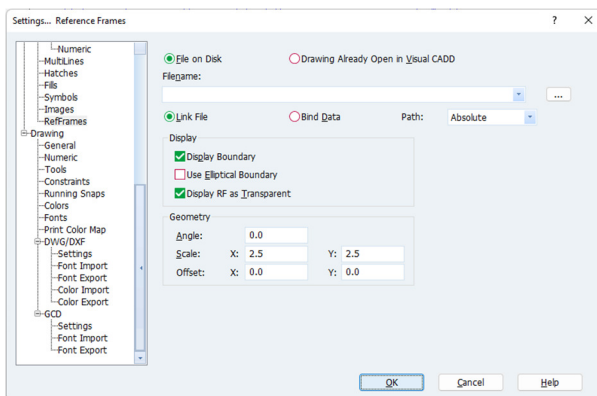 Settings... Reference Frames ? ×
Numeric
MultiLines
Hatches
Fills
Symbols
Images
RefFrames
Drawing
General
Numeric
Tools
Constraints
Running Snaps
Colors
Fonts
Print Color Map
DWG/DXF
Settings
Font Import
Font Export
Color Import
Color Export
GCD
Settings
Font Import
Font Export
File on Disk Drawing Already Open in Visual CADD
Filename:
...
Link File Bind Data Path: Absolute
Display
Display Boundary
Use Elliptical Boundary
Display RF as Transparent
Geometry
Angle: 0.0
Scale: X: 2.5 Y: 2.5
Offset: X: 0.0 Y: 0.0
OK Cancel Help